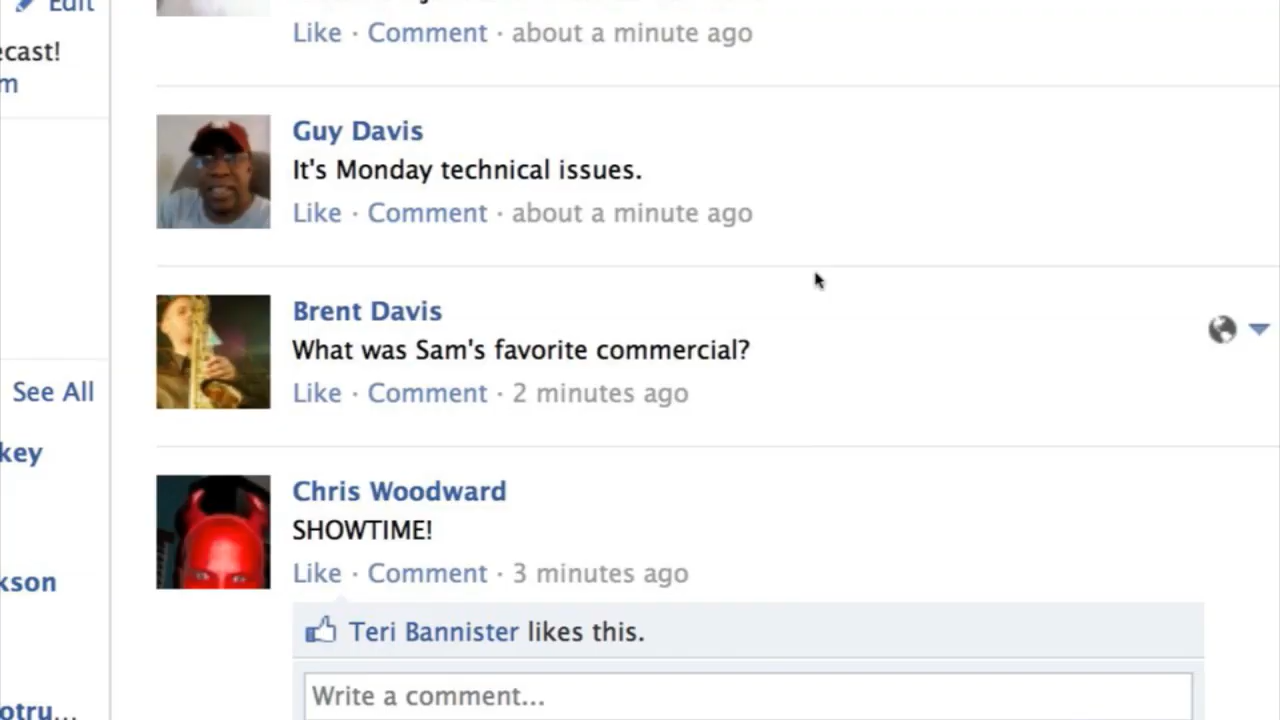 Edit
ecast!
m
See All
key
kson
otru...
Like · Comment · about a minute ago
Guy Davis
It's Monday technical issues.
Like · Comment · about a minute ago
Brent Davis
What was Sam's favorite commercial?
Like · Comment · 2 minutes ago
Chris Woodward
SHOWTIME!
Like · Comment · 3 minutes ago
Teri Bannister likes this.
Write a comment...